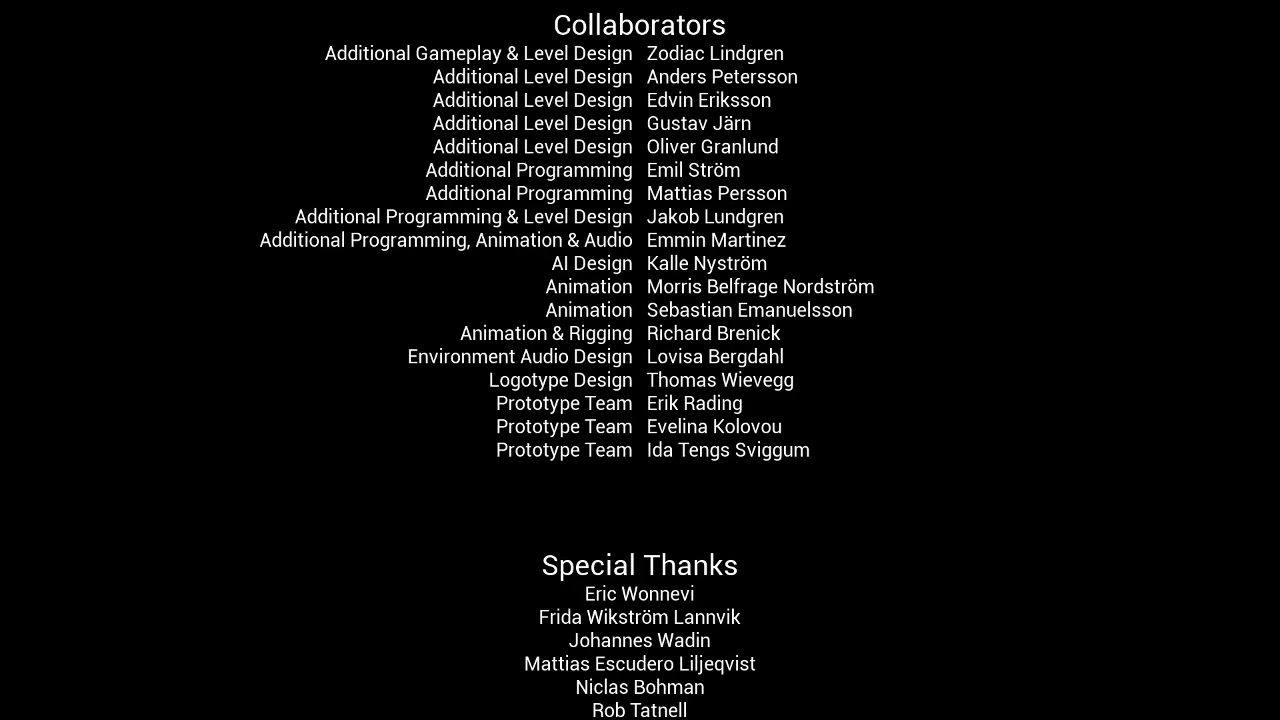 Collaborators
Additional Gameplay & Level Design Zodiac Lindgren
Additional Level Design Anders Petersson
Additional Level Design Edvin Eriksson
Additional Level Design Gustav Järn
Additional Level Design Oliver Granlund
Additional Programming Emil Ström
Additional Programming Mattias Persson
Additional Programming & Level Design Jakob Lundgren
Additional Programming, Animation & Audio Emmin Martinez
AI Design Kalle Nyström
Animation Morris Belfrage Nordström
Animation Sebastian Emanuelsson
Animation & Rigging Richard Brenick
Environment Audio Design Lovisa Bergdahl
Logotype Design Thomas Wievegg
Prototype Team Erik Rading
Prototype Team Evelina Kolovou
Prototype Team Ida Tengs Sviggum
Special Thanks
Eric Wonnevi
Frida Wikström Lannvik
Johannes Wadin
Mattias Escudero Liljeqvist
Niclas Bohman
Rob Tatnell